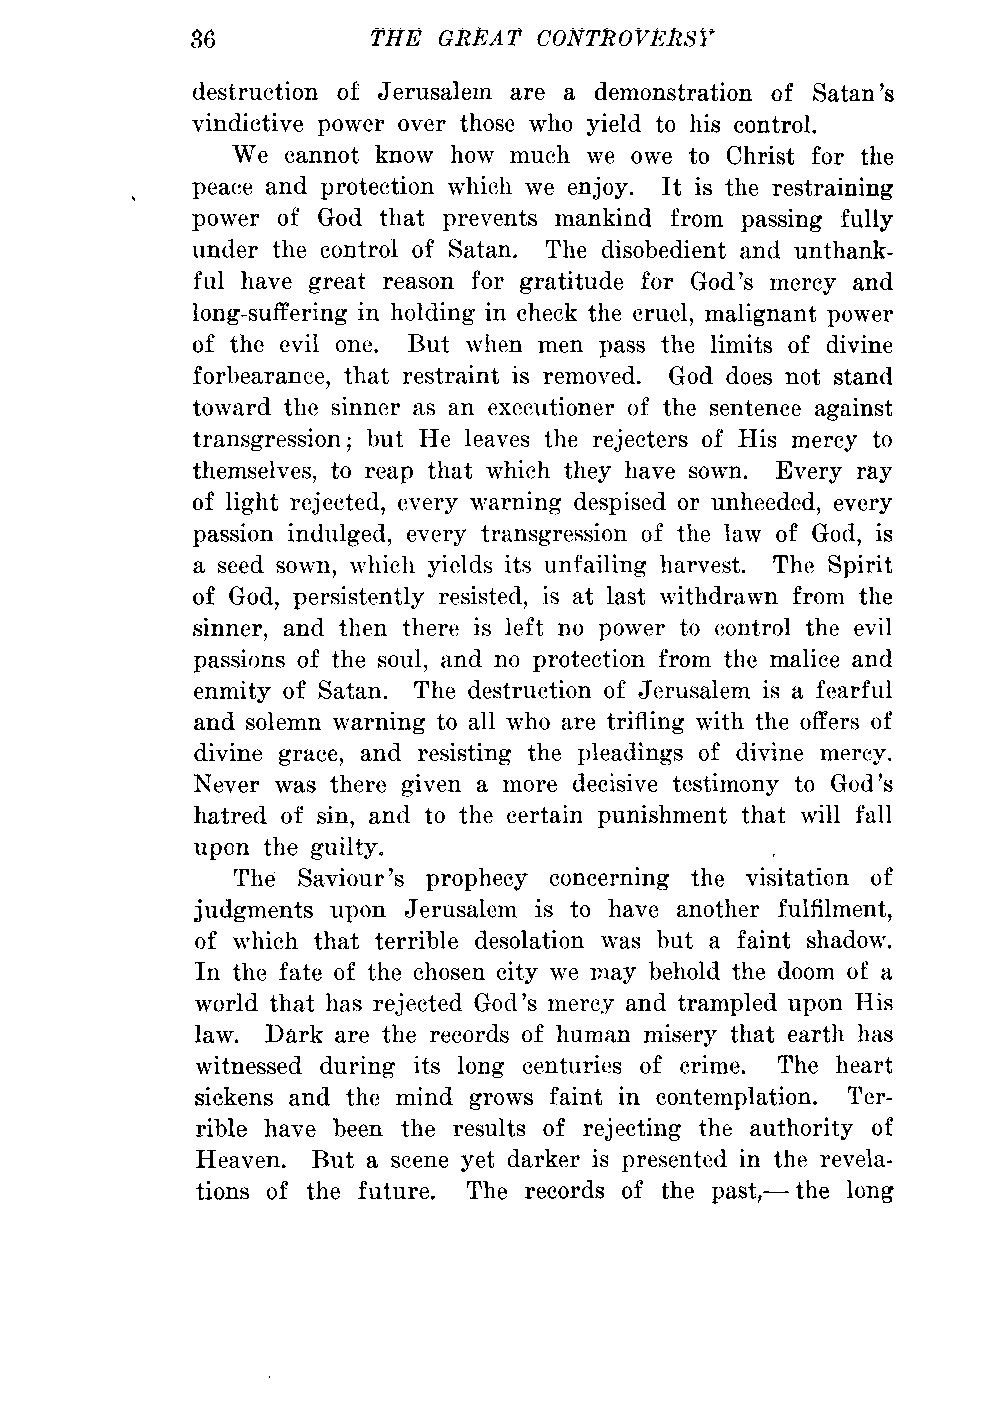 36 THE GREAT CONTROVERSY
destruction of Jerusalem are a demonstration of Satan's
vindictive power over those who yield to his control.
We cannot know how much we owe to Christ for the
peace and protection which we enjoy. It is the restraining
power of God that prevents mankind from passing fully
under the control of Satan. The disobedient and unthank-
ful have great reason for gratitude for God's mercy and
long-suffering in holding in check the cruel, malignant power
of the evil one. But when men pass the limits of divine
forbearance, that restraint is removed. God does not stand
toward the sinner as an executioner of the sentence against
transgression; but He leaves the rejecters of His mercy to
themselves, to reap that which they have sown. Every ray
of light rejected, every warning despised or unheeded, every
passion indulged, every transgression of the law of God, is
a seed sown, which yields its unfailing harvest. The Spirit
of God, persistently resisted, is at last withdrawn from the
sinner, and then there is left no power to control the evil
passions of the soul, and no protection from the malice and
enmity of Satan. The destruction of Jerusalem is a fearful
and solemn warning to all who are trifling with the offers of
divine grace, and resisting the pleadings of divine mercy.
Never was there given a more decisive testimony to God's
hatred of sin, and to the certain punishment that will fall
upon the guilty.
The Saviour's prophecy concerning the visitation of
judgments upon Jerusalem is to have another fulfilment,
of which that terrible desolation was but a faint shadow.
In the fate of the chosen city we may behold the doom of a
world that has rejected God's mercy and trampled upon His
law. Dark are the records of human misery that earth has
witnessed during its long centuries of crime. The heart
sickens and the mind grows faint in contemplation. Ter-
rible have been the results of rejecting the authority of
Heaven. But a scene yet darker is presented in the revela-
tions of the future. The records of the past,— the long